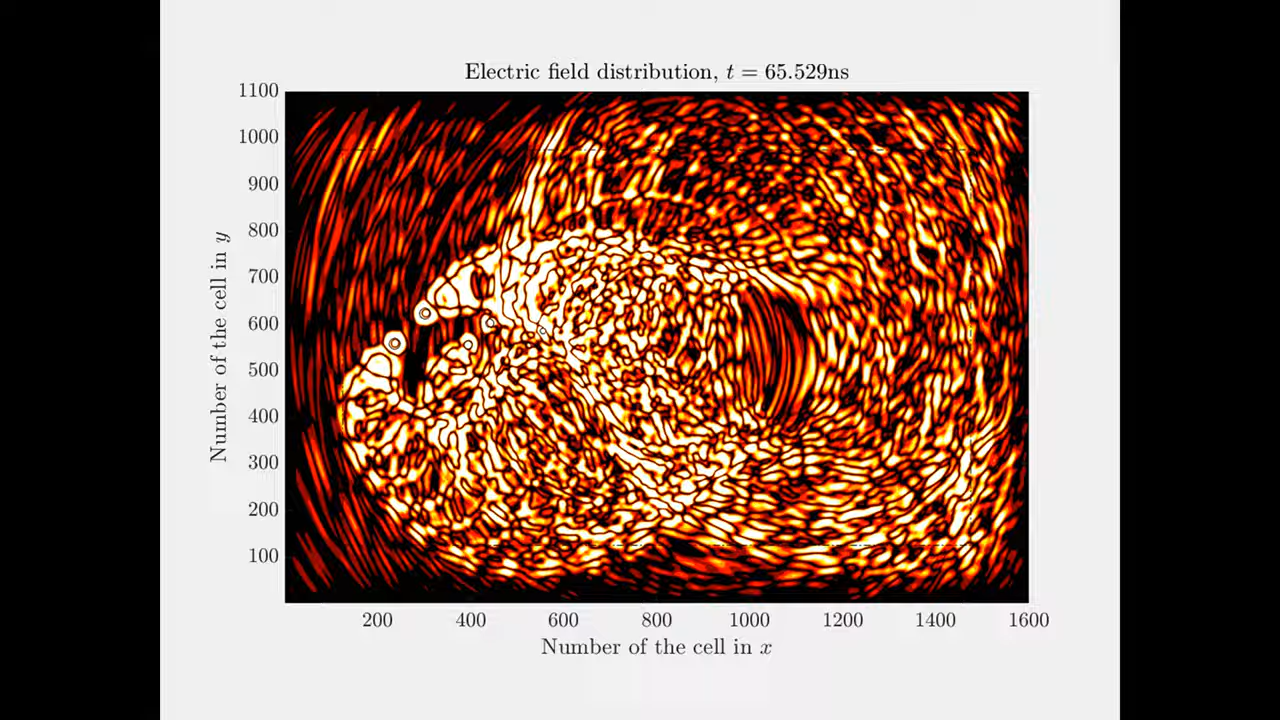 Electric field distribution, t = 65.529ns
1100
1000
900
800
700
600
500
400
300
200
100
Number of the cell in y
200 400 600 800 1000 1200 1400 1600
Number of the cell in x